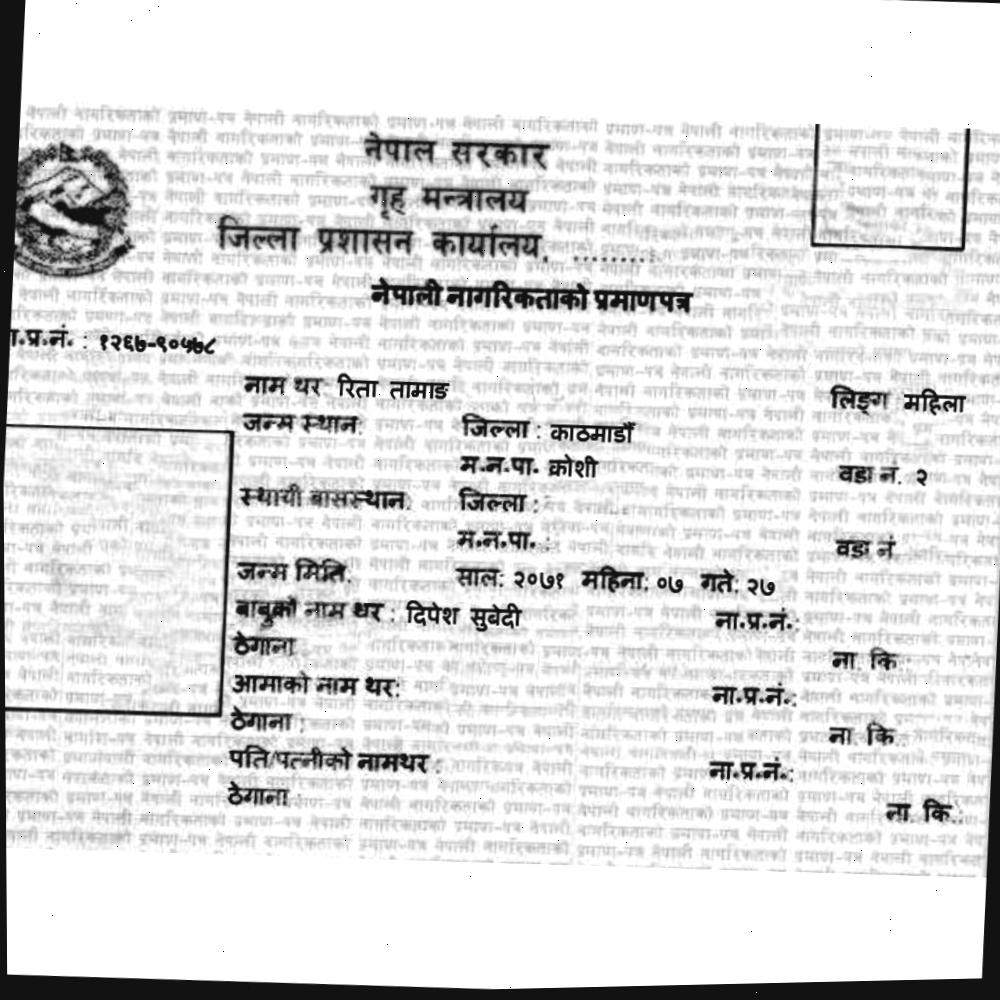 नेपाल सरकार
गृह मन्त्रालय
जिल्ला प्रशासन कार्यालय, .........
नेपाली नागरिकताको प्रमाणपत्र
ा.प्र.नं. : १२६७-९०५७८
नाम थर रिता तामाङ लिङ्ग महिला
जन्म स्थान: जिल्ला : काठमाडौँ
म.न.पा. क्रोशी वडा नं. २
स्थायी बासस्थान: जिल्ला :
म.न.पा. : वडा नं
जन्म मिति: साल: २०७१ महिना: ०७ गते: २७
बाबुको नाम थर : दिपेश सुबेदी ना.प्र.नं.:
ठेगाना ना. कि.:
आमाको नाम थर: ना.प्र.नं.:
ठेगाना : ना. कि.:
पति/पत्नीको नामथर : ना.प्र.नं.:
ठेगाना ना. कि.: